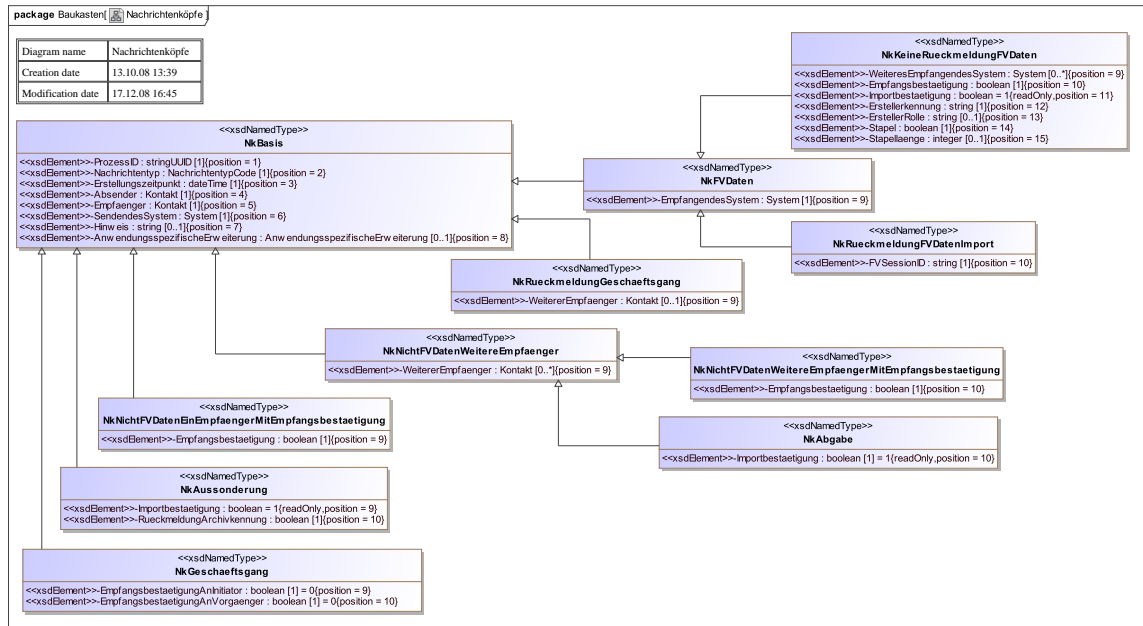 package Baukasten[ Nachrichtenköpfe ]
Diagram name Nachrichtenköpfe
Creation date 13.10.08 13:39
Modification date 17.12.08 16:45
<<xsdNamedType>>
NkKeineRueckmeldungFVDaten
<<xsdElement>>-WeiteresEmpfangendesSystem : System [0..*]{position = 9}
<<xsdElement>>-Empfangsbestaetigung : boolean [1]{position = 10}
<<xsdElement>>-Importbestaetigung : boolean = 1{readOnly,position = 11}
<<xsdElement>>-Erstellerkennung : string [1]{position = 12}
<<xsdElement>>-ErstellerRolle : string [0..1]{position = 13}
<<xsdElement>>-Stapel : boolean [1]{position = 14}
<<xsdElement>>-Stapellaenge : integer [0..1]{position = 15}
<<xsdNamedType>>
NkBasis
<<xsdElement>>-ProzessID : stringUUID [1]{position = 1}
<<xsdElement>>-Nachrichtentyp : NachrichtentypCode [1]{position = 2}
<<xsdElement>>-Erstellungszeitpunkt : dateTime [1]{position = 3}
<<xsdElement>>-Absender : Kontakt [1]{position = 4}
<<xsdElement>>-Empfaenger : Kontakt [1]{position = 5}
<<xsdElement>>-SendendesSystem : System [1]{position = 6}
<<xsdElement>>-Hinweis : string [0..1]{position = 7}
<<xsdElement>>-AnwendungsspezifischeErweiterung : AnwendungsspezifischeErweiterung [0..1]{position = 8}
<<xsdNamedType>>
NkFVDaten
<<xsdElement>>-EmpfangendesSystem : System [1]{position = 9}
<<xsdNamedType>>
NkRueckmeldungFVDatenImport
<<xsdElement>>-FVSessionID : string [1]{position = 10}
<<xsdNamedType>>
NkRueckmeldungGeschaeftsgang
<<xsdElement>>-WeitererEmpfaenger : Kontakt [0..1]{position = 9}
<<xsdNamedType>>
NkNichtFVDatenWeitereEmpfaenger
<<xsdElement>>-WeitererEmpfaenger : Kontakt [0..*]{position = 9}
<<xsdNamedType>>
NkNichtFVDatenWeitereEmpfaengerMitEmpfangsbestaetigung
<<xsdElement>>-Empfangsbestaetigung : boolean [1]{position = 10}
<<xsdNamedType>>
NkNichtFVDatenEinEmpfaengerMitEmpfangsbestaetigung
<<xsdElement>>-Empfangsbestaetigung : boolean [1]{position = 9}
<<xsdNamedType>>
NkAbgabe
<<xsdElement>>-Importbestaetigung : boolean [1] = 1{readOnly,position = 10}
<<xsdNamedType>>
NkAussonderung
<<xsdElement>>-Importbestaetigung : boolean = 1{readOnly,position = 9}
<<xsdElement>>-RueckmeldungArchivkennung : boolean [1]{position = 10}
<<xsdNamedType>>
NkGeschaeftsgang
<<xsdElement>>-EmpfangsbestaetigungAnInitiator : boolean [1] = 0{position = 9}
<<xsdElement>>-EmpfangsbestaetigungAnVorgaenger : boolean [1] = 0{position = 10}